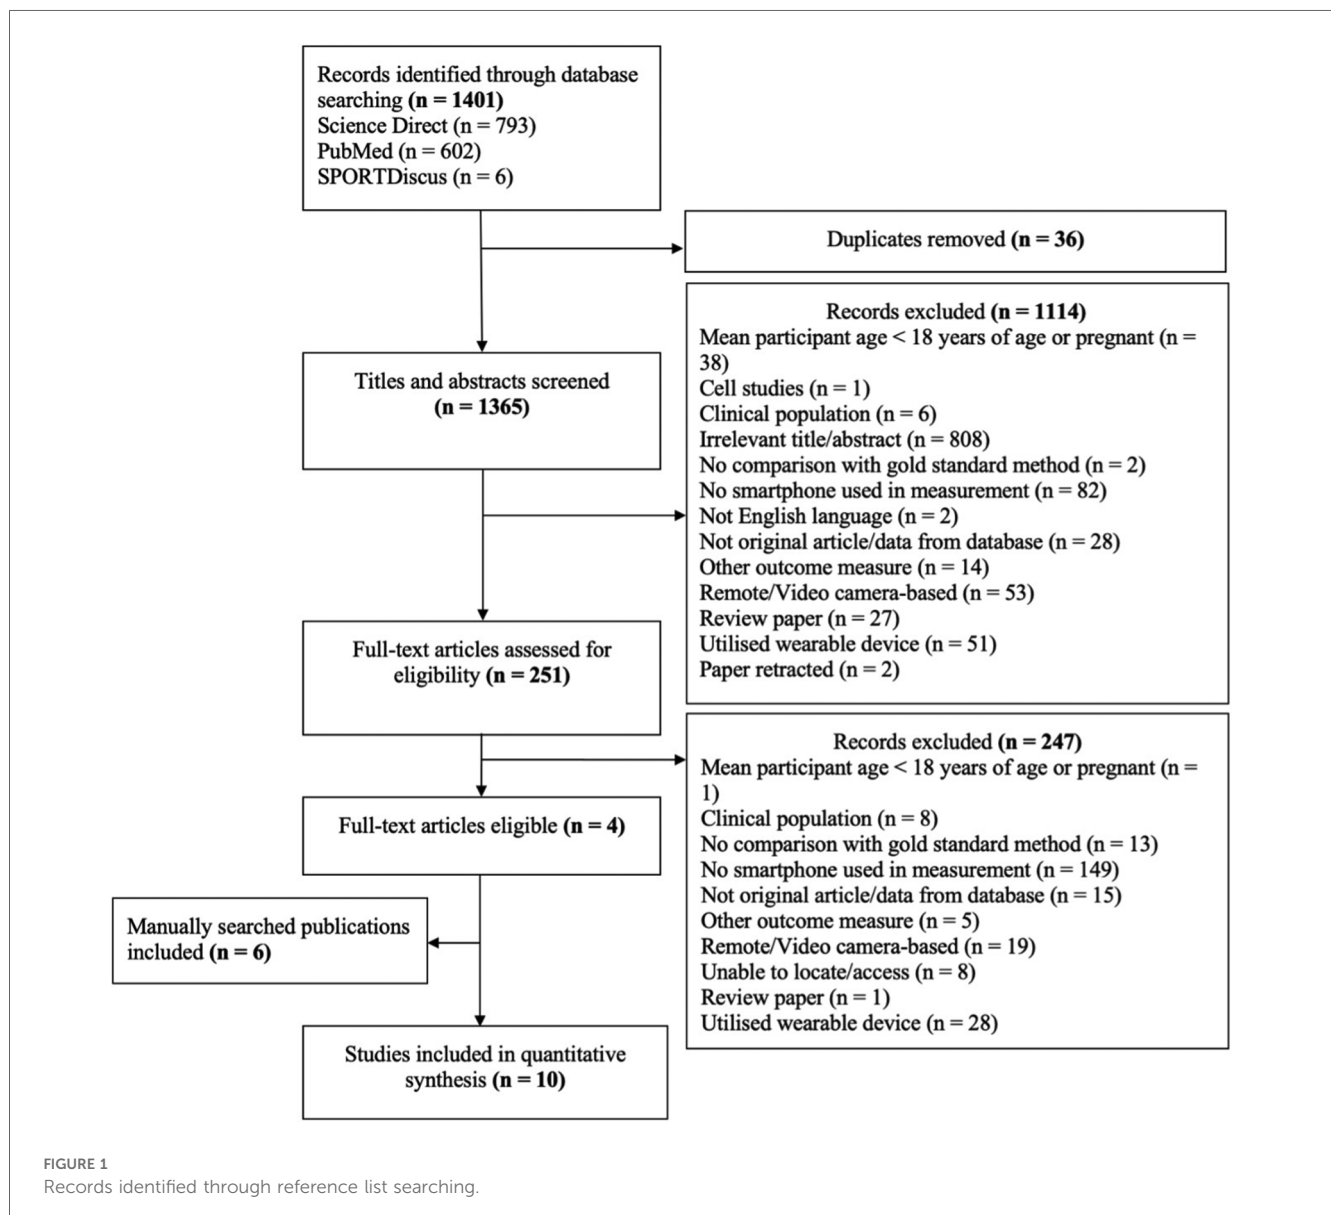 Records identified through database
searching (n = 1401)
Science Direct (n = 793)
PubMed (n = 602)
SPORTDiscus (n = 6)
Duplicates removed (n = 36)
Titles and abstracts screened
(n = 1365)
Records excluded (n = 1114)
Mean participant age < 18 years of age or pregnant (n =
38)
Cell studies (n = 1)
Clinical population (n = 6)
Irrelevant title/abstract (n = 808)
No comparison with gold standard method (n = 2)
No smartphone used in measurement (n = 82)
Not English language (n = 2)
Not original article/data from database (n = 28)
Other outcome measure (n = 14)
Remote/Video camera-based (n = 53)
Review paper (n = 27)
Utilised wearable device (n = 51)
Paper retracted (n = 2)
Full-text articles assessed for
eligibility (n = 251)
Records excluded (n = 247)
Mean participant age < 18 years of age or pregnant (n =
1)
Clinical population (n = 8)
No comparison with gold standard method (n = 13)
No smartphone used in measurement (n = 149)
Not original article/data from database (n = 15)
Other outcome measure (n = 5)
Remote/Video camera-based (n = 19)
Unable to locate/access (n = 8)
Review paper (n = 1)
Utilised wearable device (n = 28)
Full-text articles eligible (n = 4)
Manually searched publications
included (n = 6)
Studies included in quantitative
synthesis (n = 10)
FIGURE 1
Records identified through reference list searching.